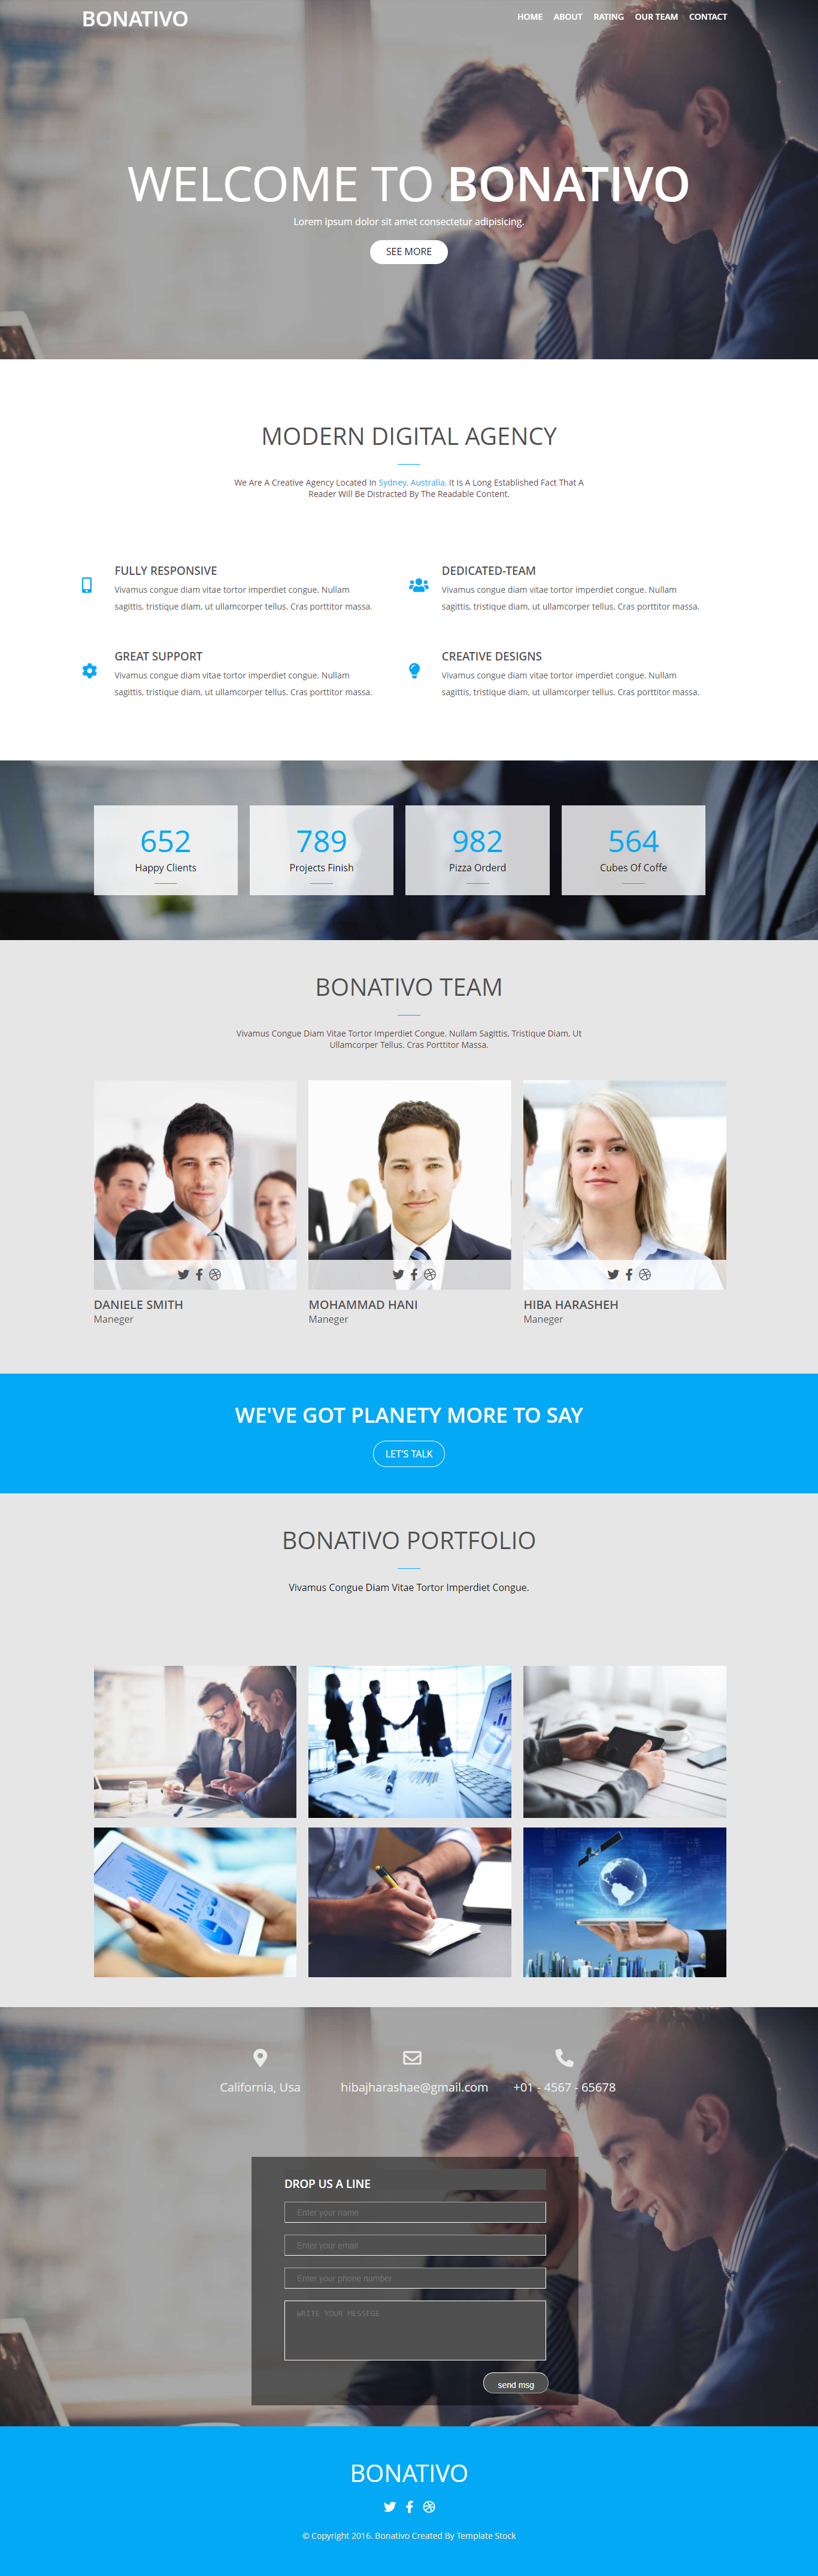 BONATIVO
HOME ABOUT RATING OUR TEAM CONTACT
WELCOME TO BONATIVO
Lorem ipsum dolor sit amet consectetur adipisicing.
SEE MORE
MODERN DIGITAL AGENCY
We Are A Creative Agency Located In Sydney, Australia. It Is A Long Established Fact That A
Reader Will Be Distracted By The Readable Content.
FULLY RESPONSIVE
Vivamus congue diam vitae tortor imperdiet congue. Nullam
sagittis, tristique diam, ut ullamcorper tellus. Cras porttitor massa.
DEDICATED-TEAM
Vivamus congue diam vitae tortor imperdiet congue. Nullam
sagittis, tristique diam, ut ullamcorper tellus. Cras porttitor massa.
GREAT SUPPORT
Vivamus congue diam vitae tortor imperdiet congue. Nullam
sagittis, tristique diam, ut ullamcorper tellus. Cras porttitor massa.
CREATIVE DESIGNS
Vivamus congue diam vitae tortor imperdiet congue. Nullam
sagittis, tristique diam, ut ullamcorper tellus. Cras porttitor massa.
652
Happy Clients
789
Projects Finish
982
Pizza Orderd
564
Cubes Of Coffe
BONATIVO TEAM
Vivamus Congue Diam Vitae Tortor Imperdiet Congue. Nullam Sagittis, Tristique Diam, Ut
Ullamcorper Tellus. Cras Porttitor Massa.
DANIELE SMITH
Maneger
MOHAMMAD HANI
Maneger
HIBA HARASHEH
Maneger
WE'VE GOT PLANETY MORE TO SAY
LET'S TALK
BONATIVO PORTFOLIO
Vivamus Congue Diam Vitae Tortor Imperdiet Congue.
California, Usa
hibajharashae@gmail.com
+01 - 4567 - 65678
DROP US A LINE
Enter your name
Enter your email
Enter your phone number
WRITE YOUR MESSEGE
send msg
BONATIVO
© Copyright 2016. Bonativo Created By Template Stock